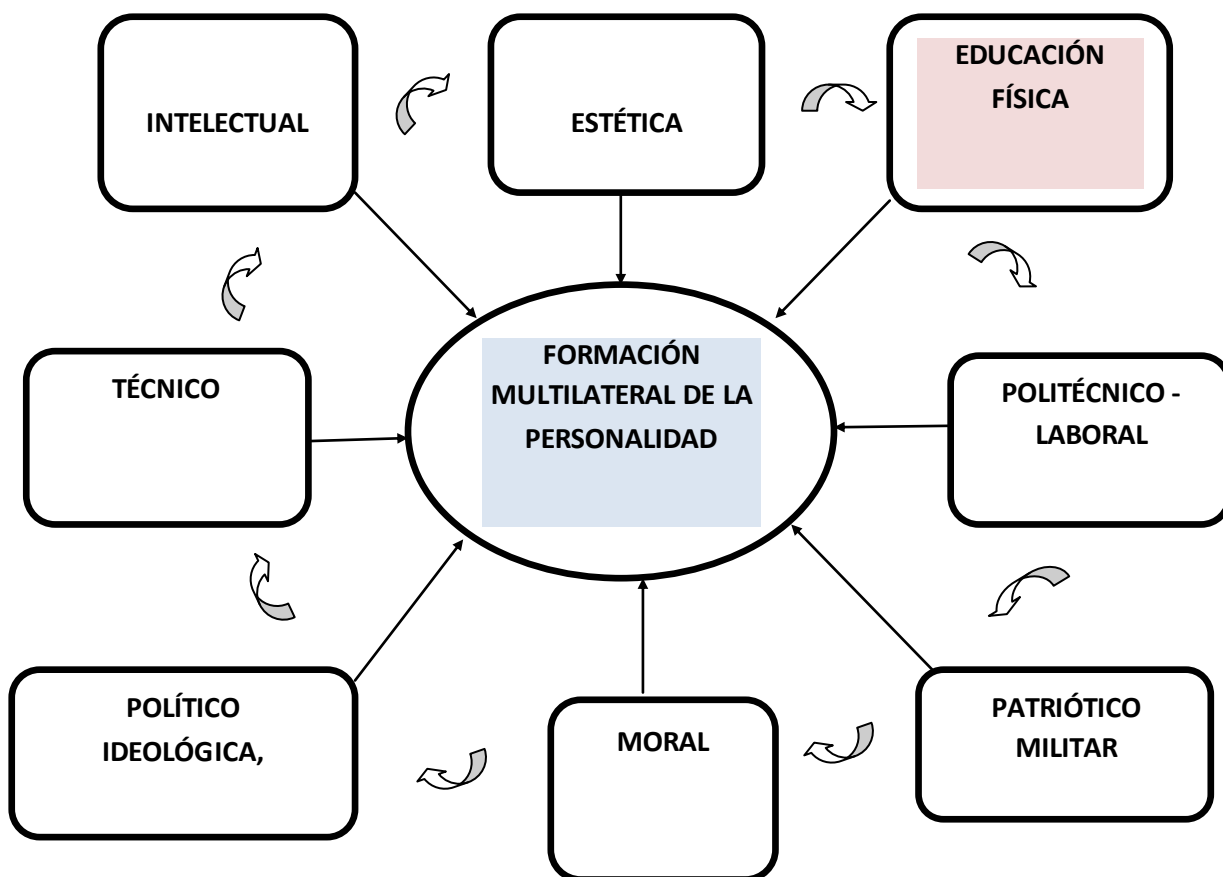 INTELECTUAL
ESTÉTICA
EDUCACIÓN
FÍSICA
TÉCNICO
FORMACIÓN
MULTILATERAL DE LA
PERSONALIDAD
POLITÉCNICO -
LABORAL
POLÍTICO
IDEOLÓGICA,
MORAL
PATRIÓTICO
MILITAR